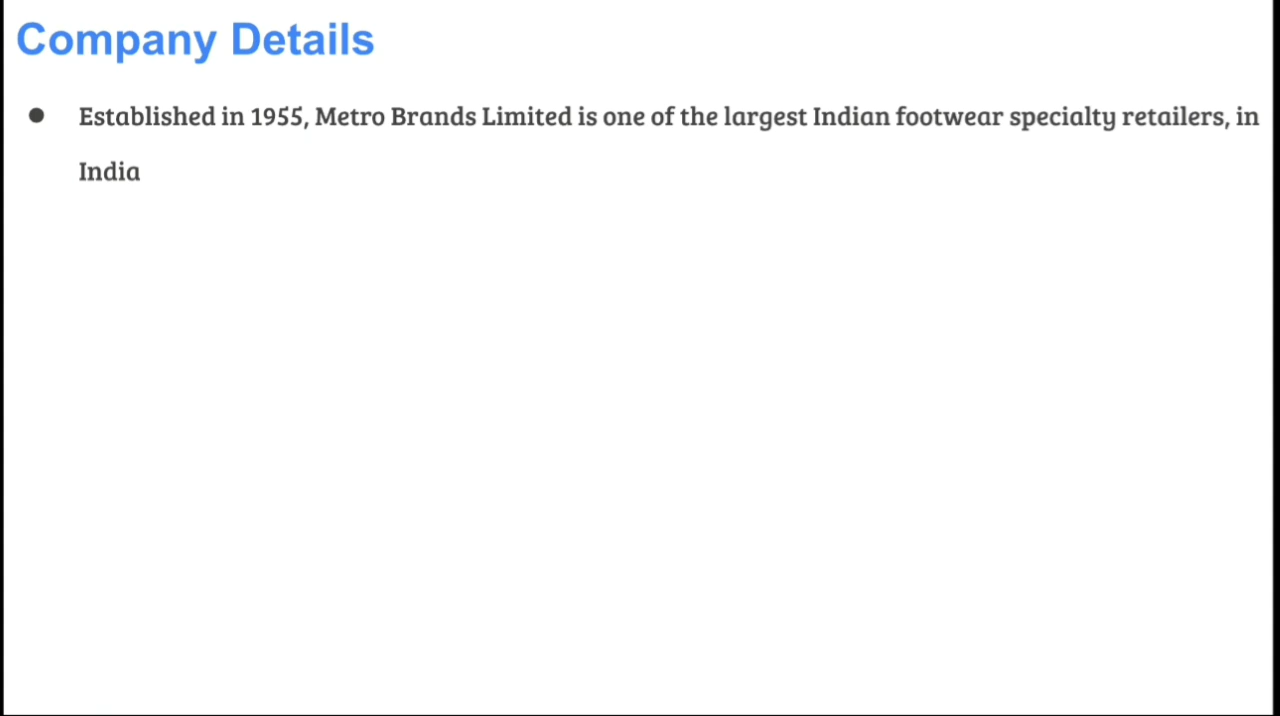 Company Details
● Established in 1955, Metro Brands Limited is one of the largest Indian footwear specialty retailers, in
India